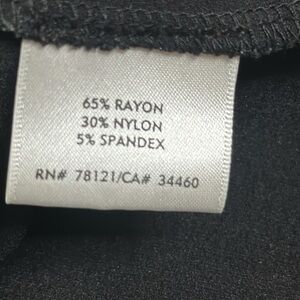 65% RAYON
30% NYLON
5% SPANDEX
RN# 78121/CA# 34460